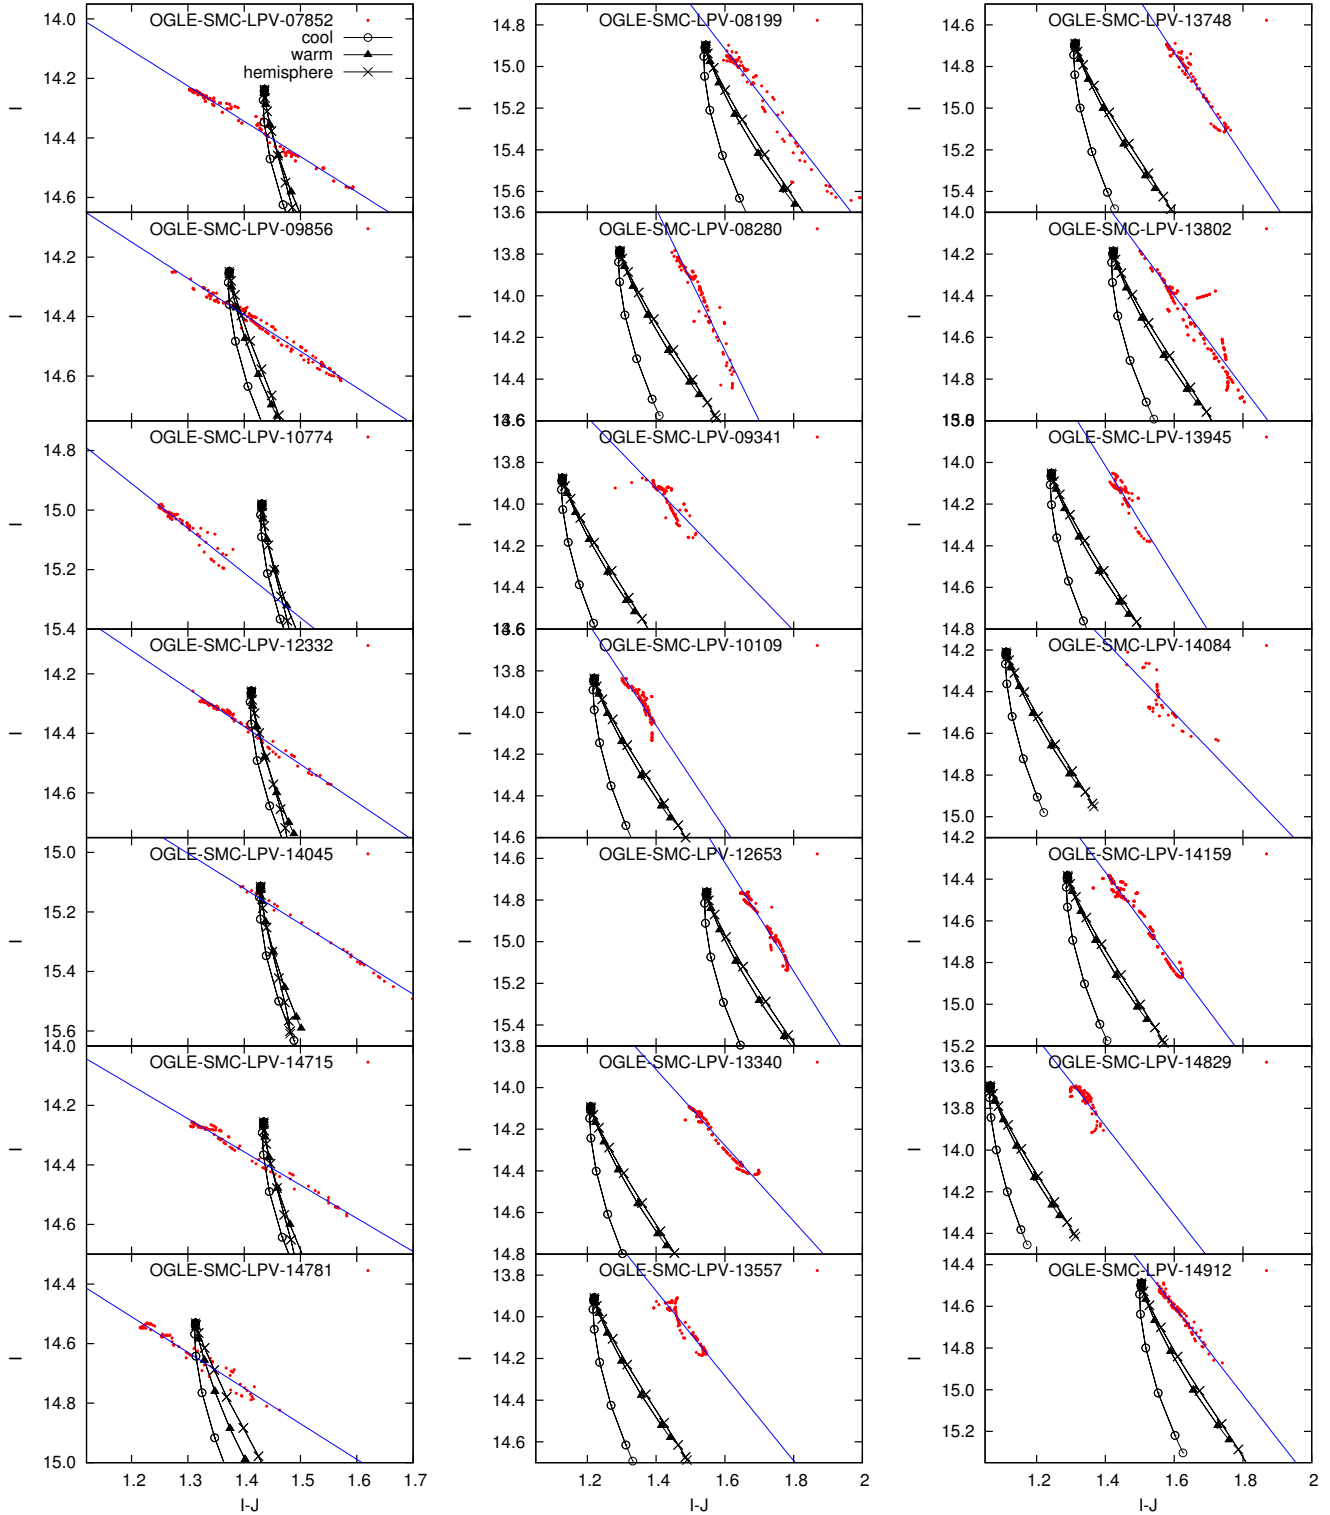 OGLE-SMC-LPV-07852
cool
warm
hemisphere
14.0
14.2
14.4
14.6
I
OGLE-SMC-LPV-09856
14.2
14.4
14.6
I
OGLE-SMC-LPV-10774
14.8
15.0
15.2
15.4
I
OGLE-SMC-LPV-12332
14.2
14.4
14.6
I
OGLE-SMC-LPV-14045
15.0
15.2
15.4
15.6
I
OGLE-SMC-LPV-14715
14.0
14.2
14.4
14.6
I
OGLE-SMC-LPV-14781
14.4
14.6
14.8
15.0
I
1.2 1.3 1.4 1.5 1.6 1.7
I-J
OGLE-SMC-LPV-08199
14.8
15.0
15.2
15.4
15.6
I
OGLE-SMC-LPV-08280
13.6
13.8
14.0
14.2
14.4
I
OGLE-SMC-LPV-09341
13.8
14.0
14.2
14.4
I
OGLE-SMC-LPV-10109
13.8
14.0
14.2
14.4
14.6
I
OGLE-SMC-LPV-12653
14.6
14.8
15.0
15.2
15.4
I
OGLE-SMC-LPV-13340
13.8
14.0
14.2
14.4
14.6
14.8
I
OGLE-SMC-LPV-13557
13.8
14.0
14.2
14.4
14.6
I
1.2 1.4 1.6 1.8 2
I-J
OGLE-SMC-LPV-13748
14.6
14.8
15.0
15.2
15.4
I
OGLE-SMC-LPV-13802
14.0
14.2
14.4
14.6
14.8
I
OGLE-SMC-LPV-13945
14.0
14.2
14.4
14.6
14.8
I
OGLE-SMC-LPV-14084
14.2
14.4
14.6
14.8
15.0
I
OGLE-SMC-LPV-14159
14.2
14.4
14.6
14.8
15.0
15.2
I
OGLE-SMC-LPV-14829
13.6
13.8
14.0
14.2
14.4
I
OGLE-SMC-LPV-14912
14.4
14.6
14.8
15.0
15.2
I
1.2 1.4 1.6 1.8 2
I-J